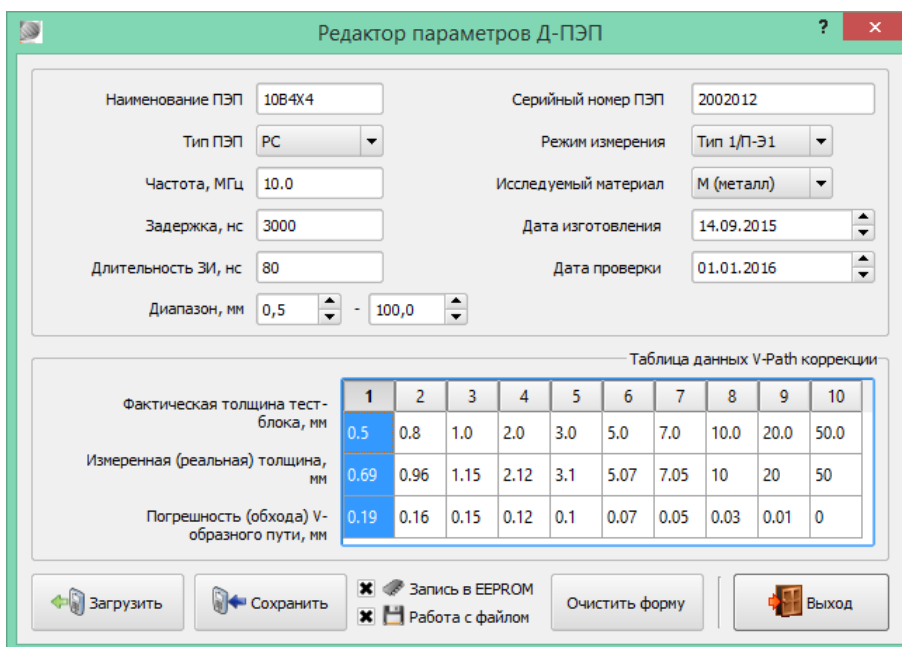 Редактор параметров Д-ПЭП
?
Наименование ПЭП 10B4X4 Серийный номер ПЭП 2002012
Тип ПЭП РС Режим измерения Тип 1/П-Э1
Частота, МГц 10.0 Исследуемый материал М (металл)
Задержка, нс 3000 Дата изготовления 14.09.2015
Длительность ЗИ, нс 80 Дата проверки 01.01.2016
Диапазон, мм 0,5 - 100,0
Таблица данных V-Path коррекции
1 2 3 4 5 6 7 8 9 10
Фактическая толщина тест-
блока, мм
0.5 0.8 1.0 2.0 3.0 5.0 7.0 10.0 20.0 50.0
Измеренная (реальная) толщина,
мм
0.69 0.96 1.15 2.12 3.1 5.07 7.05 10 20 50
Погрешность (обхода) V-
образного пути, мм
0.19 0.16 0.15 0.12 0.1 0.07 0.05 0.03 0.01 0
Загрузить
Сохранить
Запись в EEPROM
Работа с файлом
Очистить форму
Выход